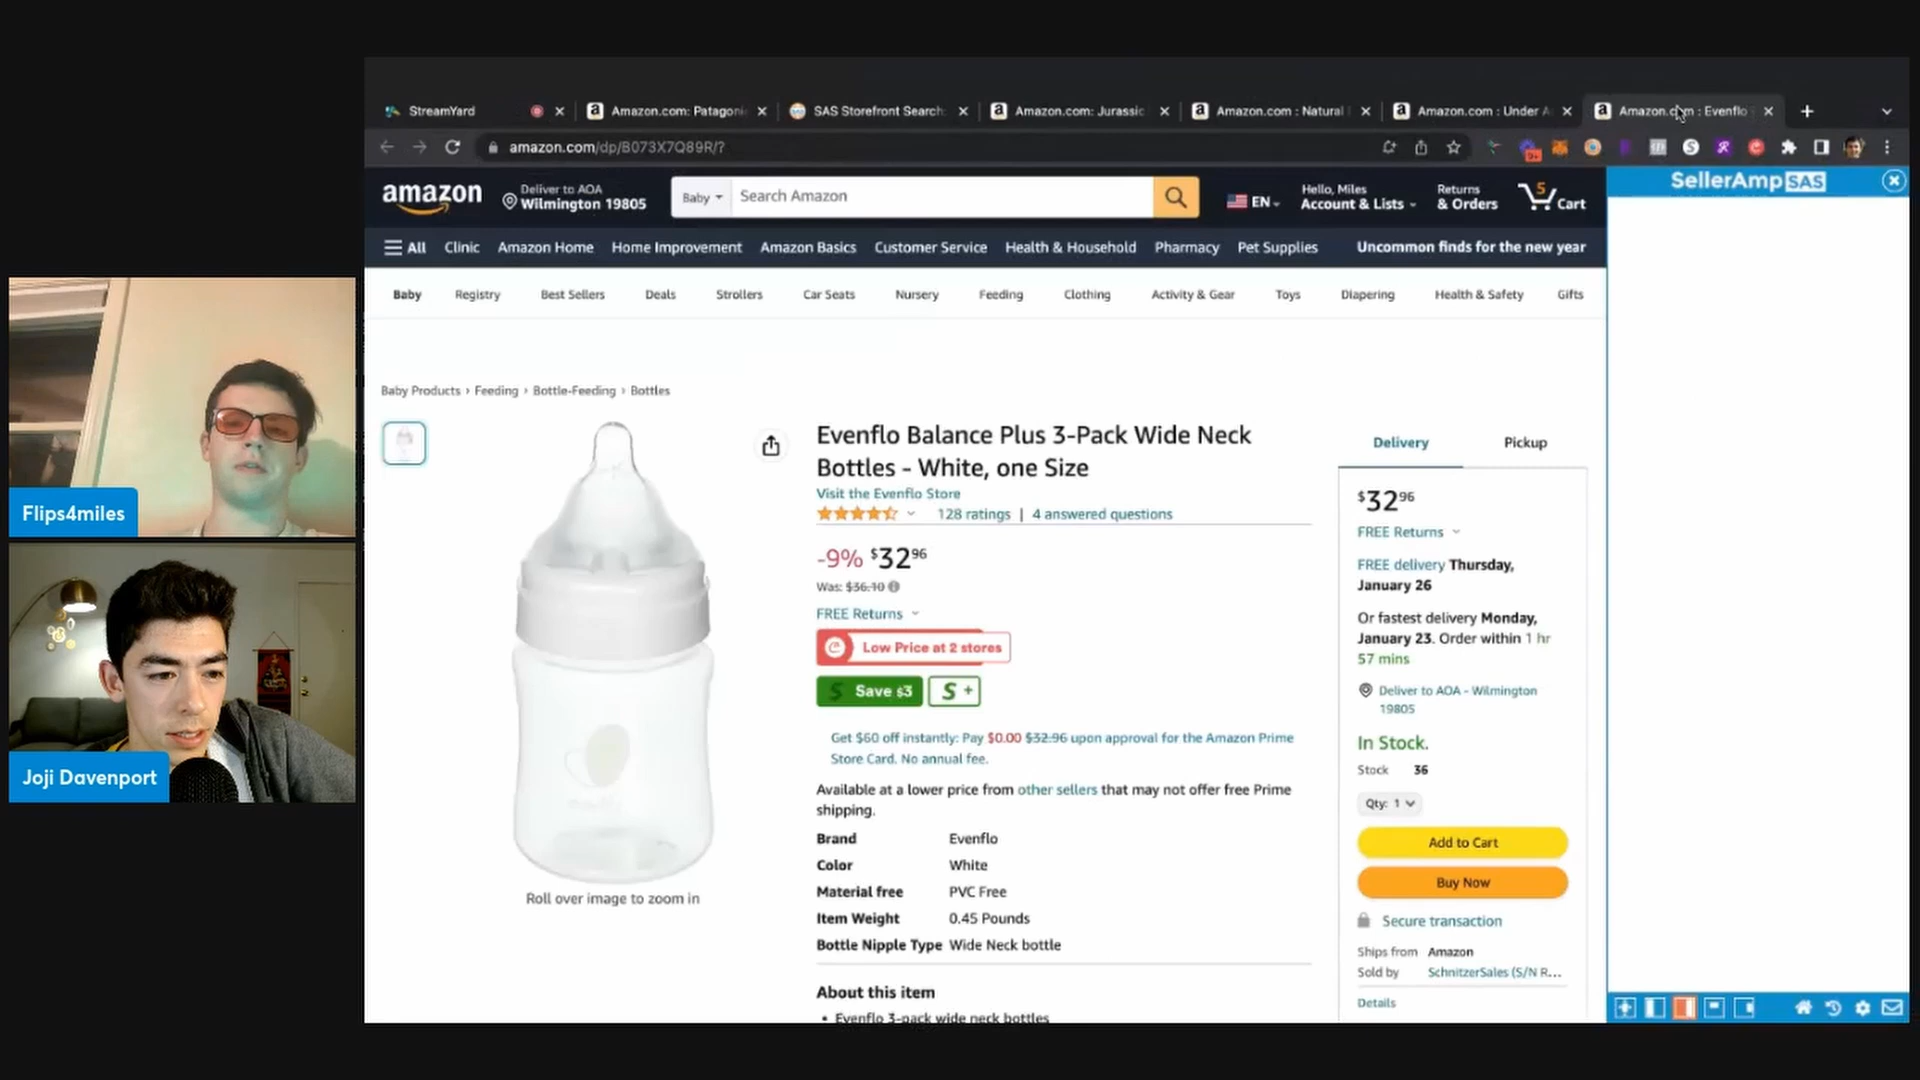 StreamYard
Amazon.com: Patagoni
SAS Storefront Search
Amazon.com: Jurassic
Amazon.com : Natural
Amazon.com : Under A
Amazon.com : Evenflo
amazon.com/dp/B073X7Q89R/?
9+
amazon
Deliver to AOA
Wilmington 19805
Baby
Search Amazon
EN
Hello, Miles
Account & Lists
Returns
& Orders
5
Cart
SellerAmp SAS
All
Clinic
Amazon Home
Home Improvement
Amazon Basics
Customer Service
Health & Household
Pharmacy
Pet Supplies
Uncommon finds for the new year
Baby
Registry
Best Sellers
Deals
Strollers
Car Seats
Nursery
Feeding
Clothing
Activity & Gear
Toys
Diapering
Health & Safety
Gifts
Baby Products › Feeding › Bottle-Feeding › Bottles
Roll over image to zoom in
Evenflo Balance Plus 3-Pack Wide Neck
Bottles - White, one Size
Visit the Evenflo Store
128 ratings | 4 answered questions
-9% $32 96
Was: $36.10
FREE Returns
Low Price at 2 stores
S Save $3
S +
Get $60 off instantly: Pay $0.00 $32.96 upon approval for the Amazon Prime
Store Card. No annual fee.
Available at a lower price from other sellers that may not offer free Prime
shipping.
Brand Evenflo
Color White
Material free PVC Free
Item Weight 0.45 Pounds
Bottle Nipple Type Wide Neck bottle
About this item
• Evenflo 3-pack wide neck bottles
Delivery
Pickup
$32 96
FREE Returns
FREE delivery Thursday,
January 26
Or fastest delivery Monday,
January 23. Order within 1 hr
57 mins
Deliver to AOA - Wilmington
19805
In Stock.
Stock 36
Qty: 1
Add to Cart
Buy Now
Secure transaction
Ships from Amazon
Sold by SchnitzerSales (S/N R...
Details
Flips4miles
Joji Davenport